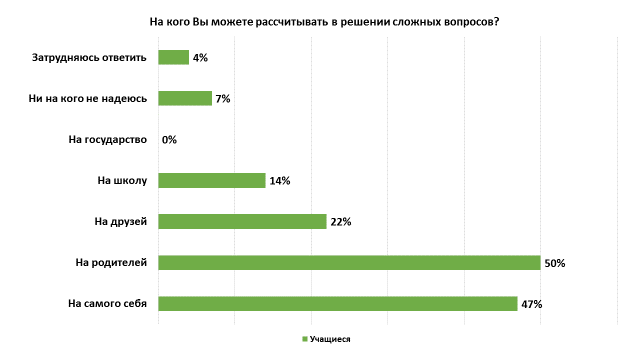 На кого Вы можете рассчитывать в решении сложных вопросов?
Затрудняюсь ответить 4%
Ни на кого не надеюсь 7%
На государство 0%
На школу 14%
На друзей 22%
На родителей 50%
На самого себя 47%
Учащиеся